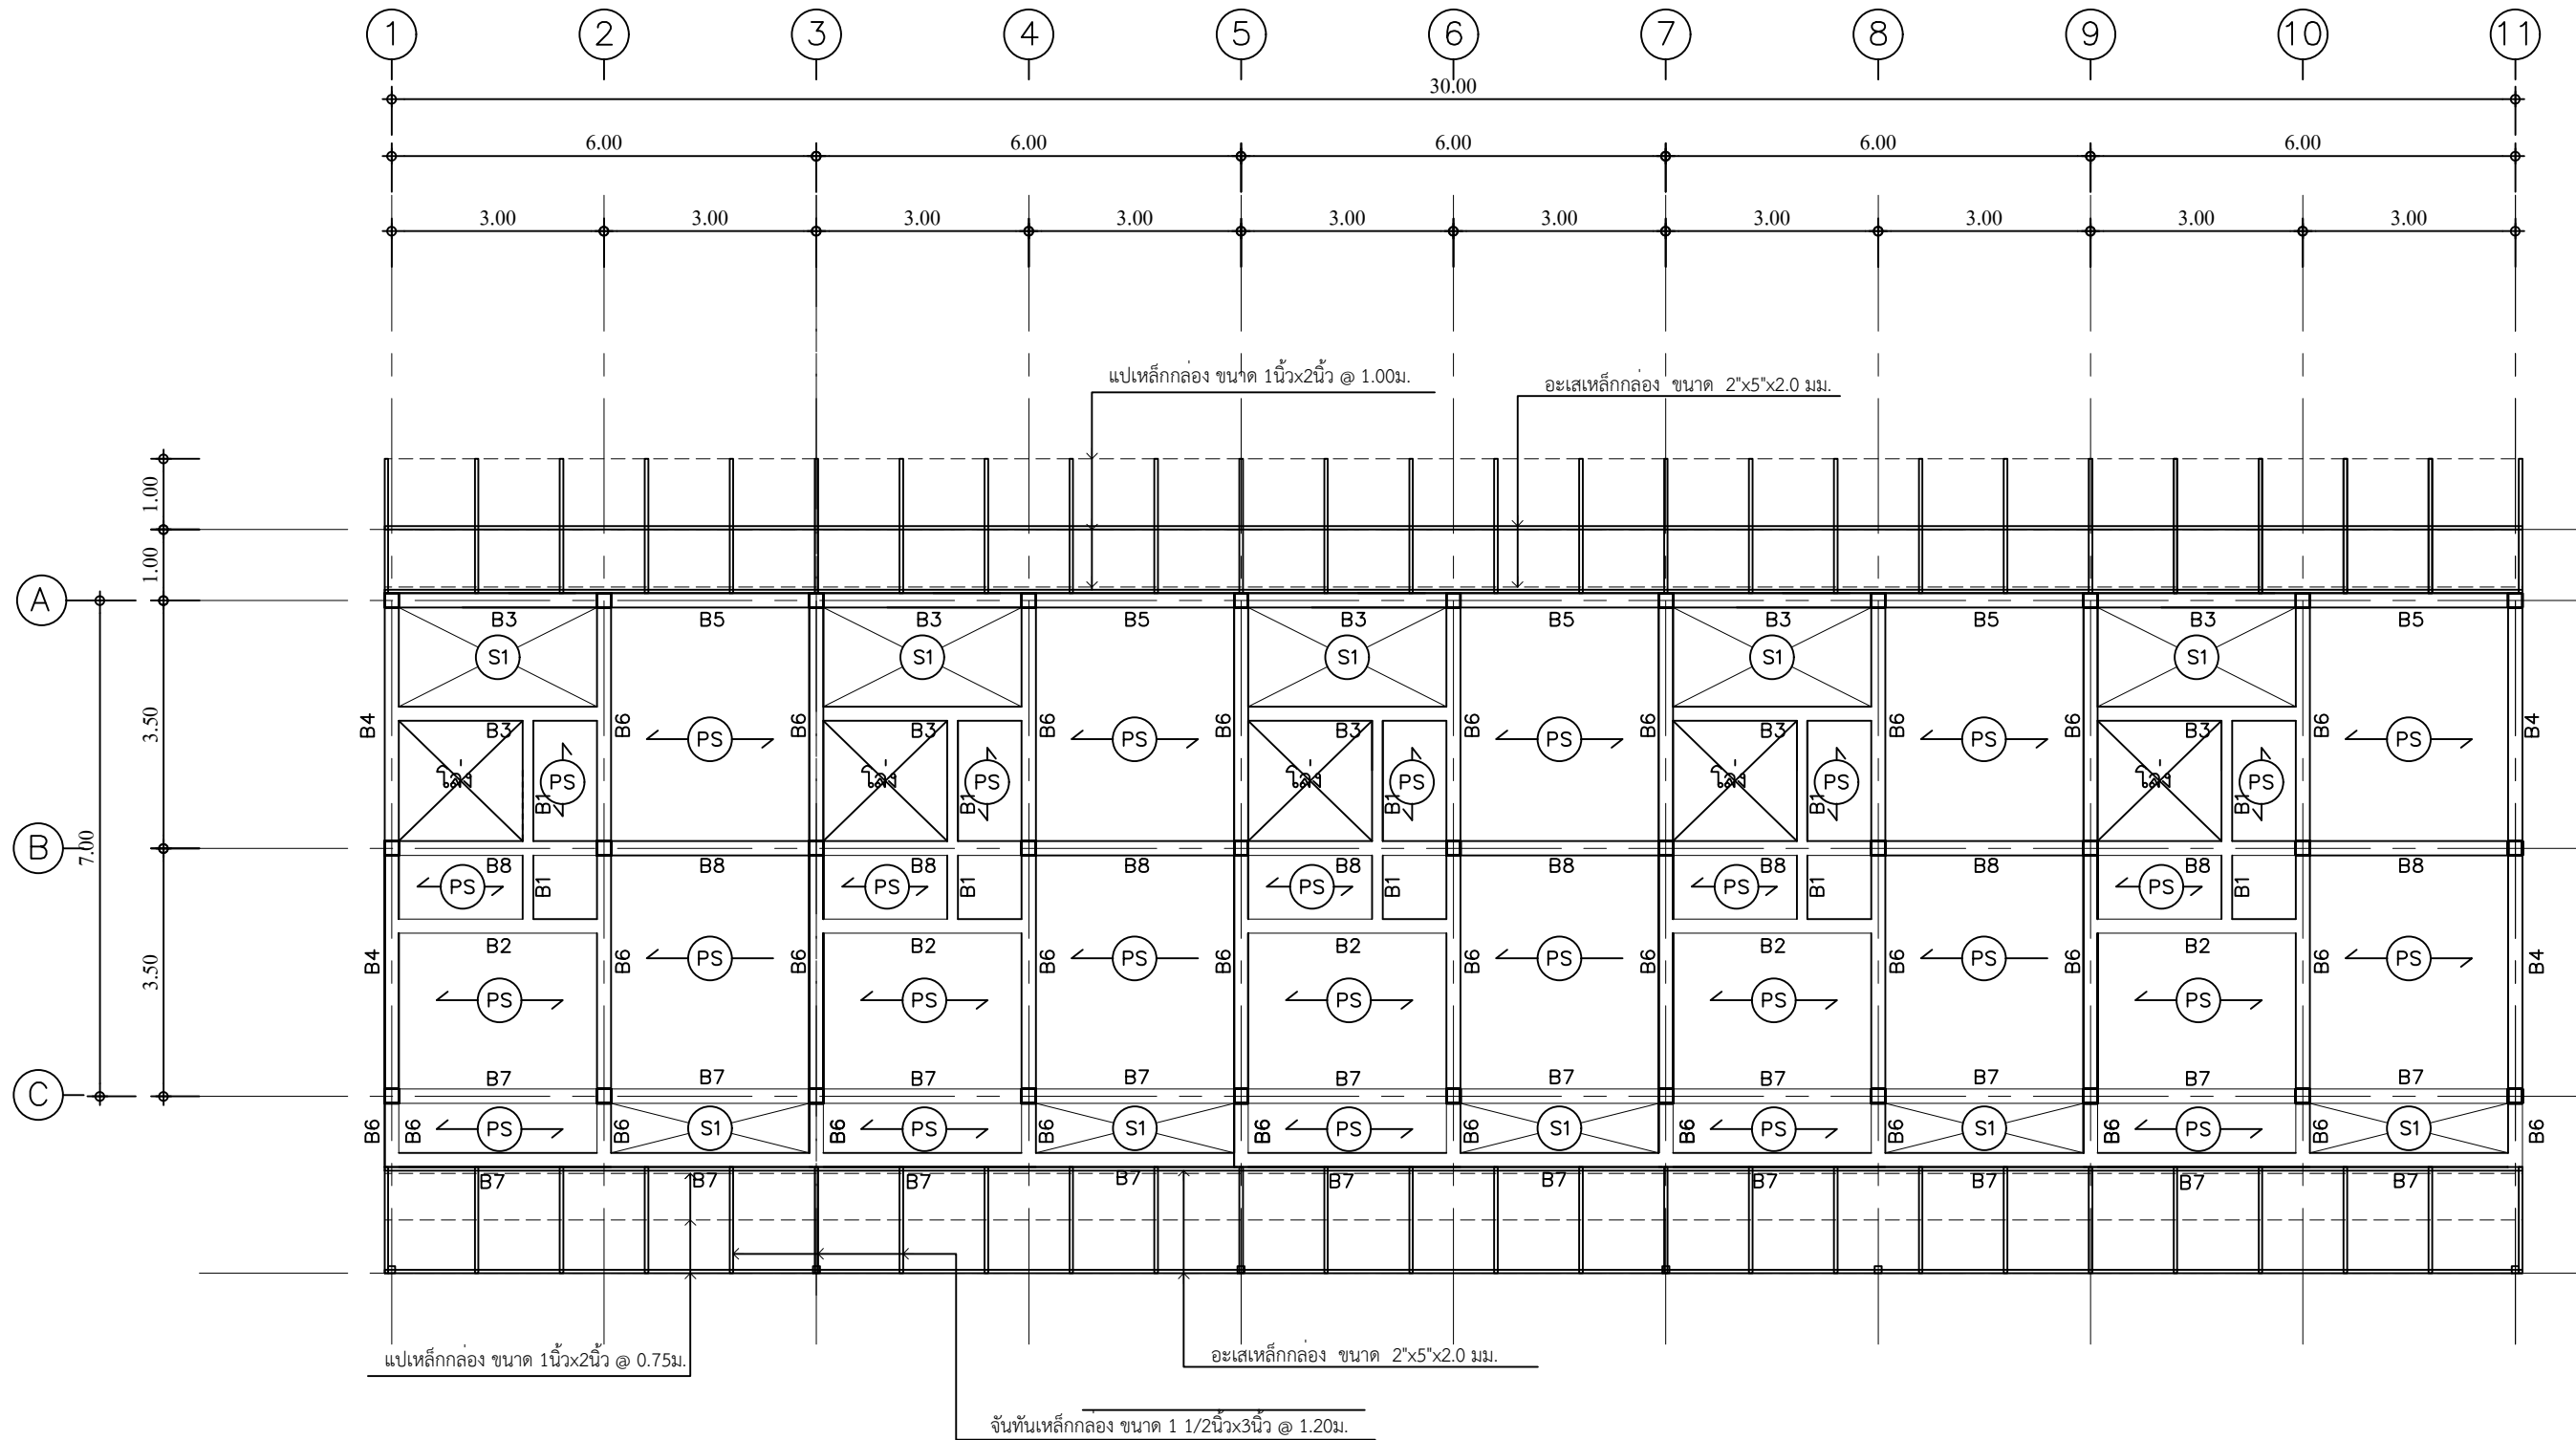 1 2 3 4 5 6 7 8 9 10 11
30.00
6.00 6.00 6.00 6.00 6.00
3.00 3.00 3.00 3.00 3.00 3.00 3.00 3.00 3.00 3.00
แปเหล็กกล่อง ขนาด 1นิ้วx2นิ้ว @ 1.00ม.
อะเสเหล็กกล่อง ขนาด 2"x5"x2.0 มม.
1.00
1.00
A
B3 B5 B3 B5 B3 B5 B3 B5 B3 B5
S1 S1 S1 S1 S1
3.50
B4 B6 B6 B6 B6 B6 B6 B6 B6 B6 B4
B3 PS B3 PS B3 PS B3 PS B3 PS
โล่ง PS โล่ง PS โล่ง PS โล่ง PS โล่ง PS
B1 B1 B1 B1 B1
B
7.00
B8 B8 B8 B8 B8 B8 B8 B8 B8 B8
PS B1 PS B1 PS B1 PS B1 PS B1
B2 B2 B2 B2 B2
3.50
B4 B6 PS B6 B6 PS B6 B6 PS B6 B6 PS B6 B6 PS B4
PS PS PS PS PS
B7 B7 B7 B7 B7 B7 B7 B7 B7 B7
C
B6 B6 PS B6 S1 B6 PS B6 S1 B6 PS B6 S1 B6 PS B6 S1 B6 PS B6 S1 B6
B7 B7 B7 B7 B7 B7 B7 B7 B7 B7
แปเหล็กกล่อง ขนาด 1นิ้วx2นิ้ว @ 0.75ม.
อะเสเหล็กกล่อง ขนาด 2"x5"x2.0 มม.
จันทันเหล็กกล่อง ขนาด 1 1/2นิ้วx3นิ้ว @ 1.20ม.